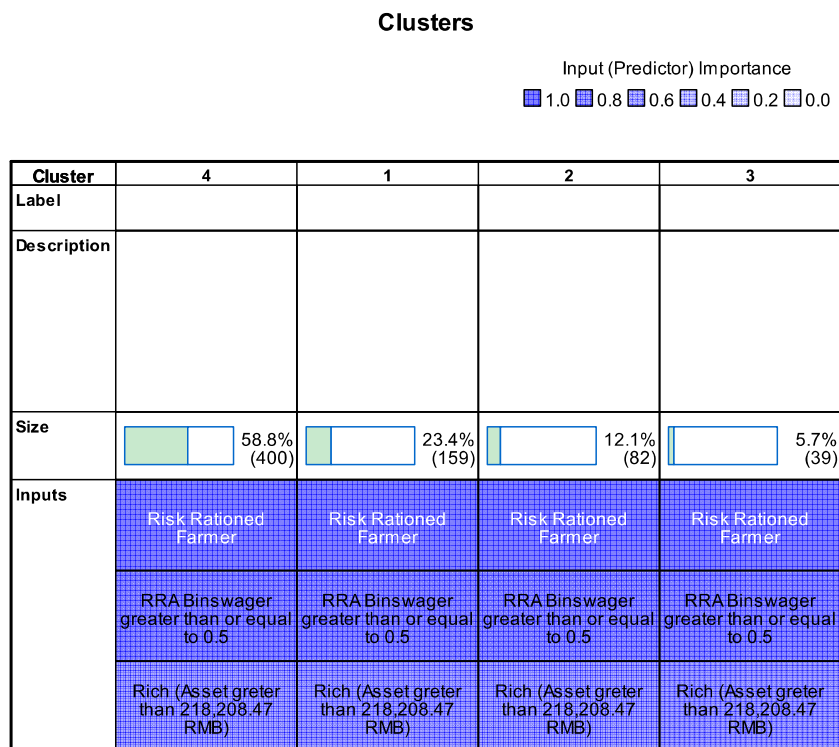 Clusters
Input (Predictor) Importance
1.0 0.8 0.6 0.4 0.2 0.0
Cluster 4 1 2 3
Label
Description
Size 58.8% 23.4% 12.1% 5.7%
(400) (159) (82) (39)
Inputs
Risk Rationed Risk Rationed Risk Rationed Risk Rationed
Farmer Farmer Farmer Farmer
RRA Binswager RRA Binswager RRA Binswager RRA Binswager
greater than or equal greater than or equal greater than or equal greater than or equal
to 0.5 to 0.5 to 0.5 to 0.5
Rich (Asset greter Rich (Asset greter Rich (Asset greter Rich (Asset greter
than 218,208.47 than 218,208.47 than 218,208.47 than 218,208.47
RMB) RMB) RMB) RMB)